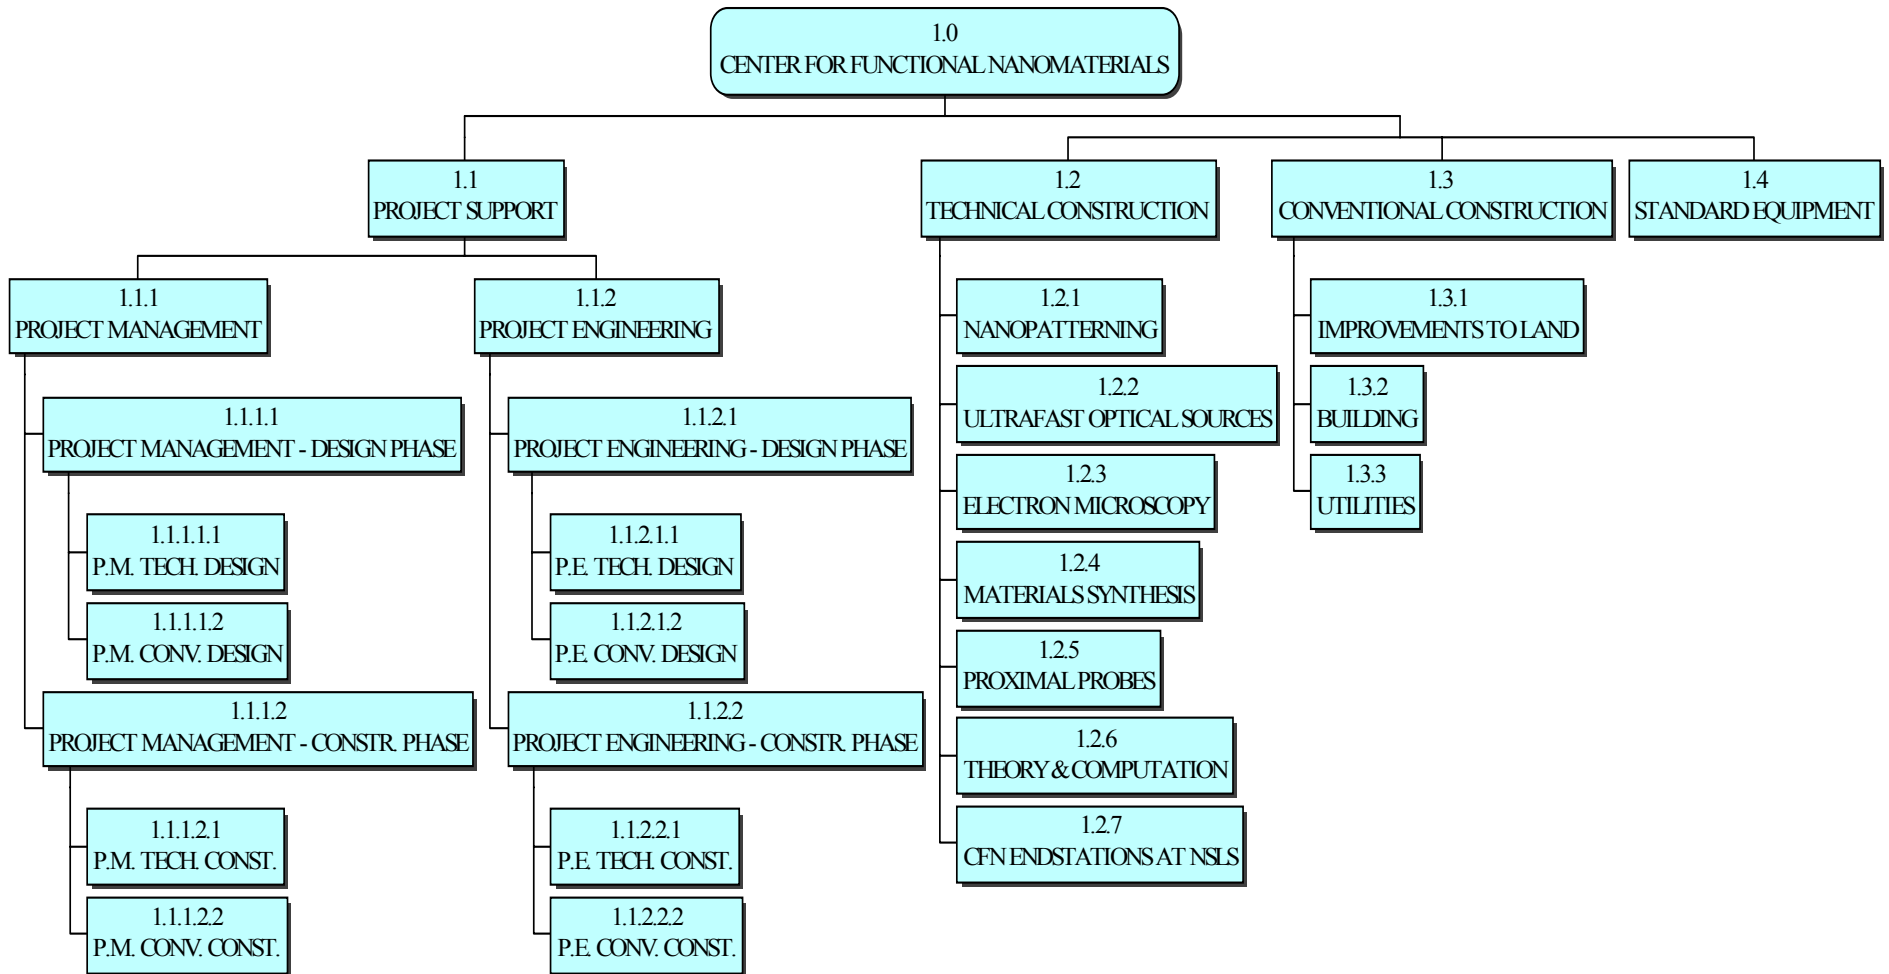 1.0
CENTER FOR FUNCTIONAL NANOMATERIALS
1.1
PROJECT SUPPORT
1.2
TECHNICAL CONSTRUCTION
1.3
CONVENTIONAL CONSTRUCTION
1.4
STANDARD EQUIPMENT
1.1.1
PROJECT MANAGEMENT
1.1.1.1
PROJECT MANAGEMENT - DESIGN PHASE
1.1.1.1.1
P.M. TECH. DESIGN
1.1.1.1.2
P.M. CONV. DESIGN
1.1.1.2
PROJECT MANAGEMENT - CONSTR. PHASE
1.1.1.2.1
P.M. TECH. CONST.
1.1.1.2.2
P.M. CONV. CONST.
1.1.2
PROJECT ENGINEERING
1.1.2.1
PROJECT ENGINEERING - DESIGN PHASE
1.1.2.1.1
P.E. TECH. DESIGN
1.1.2.1.2
P.E. CONV. DESIGN
1.1.2.2
PROJECT ENGINEERING - CONSTR. PHASE
1.1.2.2.1
P.E. TECH. CONST.
1.1.2.2.2
P.E. CONV. CONST.
1.2.1
NANOPATTERNING
1.2.2
ULTRAFAST OPTICAL SOURCES
1.2.3
ELECTRON MICROSCOPY
1.2.4
MATERIALS SYNTHESIS
1.2.5
PROXIMAL PROBES
1.2.6
THEORY & COMPUTATION
1.2.7
CFN ENDSTATIONS AT NSLS
1.3.1
IMPROVEMENTS TO LAND
1.3.2
BUILDING
1.3.3
UTILITIES